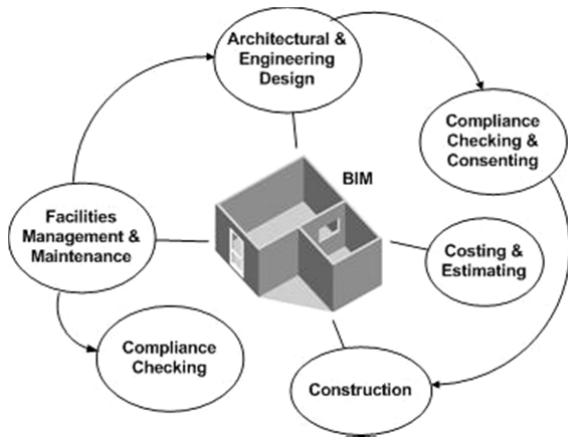 Architectural &
Engineering
Design
Compliance
Checking &
Consenting
BIM
Facilities
Management &
Maintenance
Costing &
Estimating
Compliance
Checking
Construction